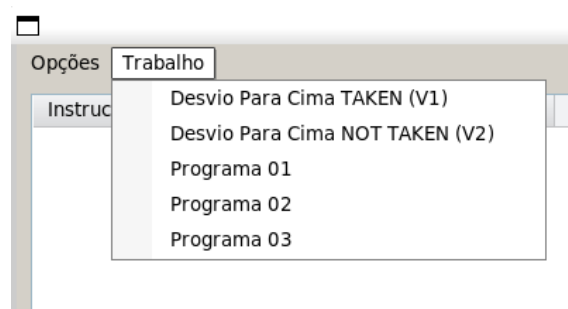 Opções Trabalho
Instruc
Desvio Para Cima TAKEN (V1)
Desvio Para Cima NOT TAKEN (V2)
Programa 01
Programa 02
Programa 03